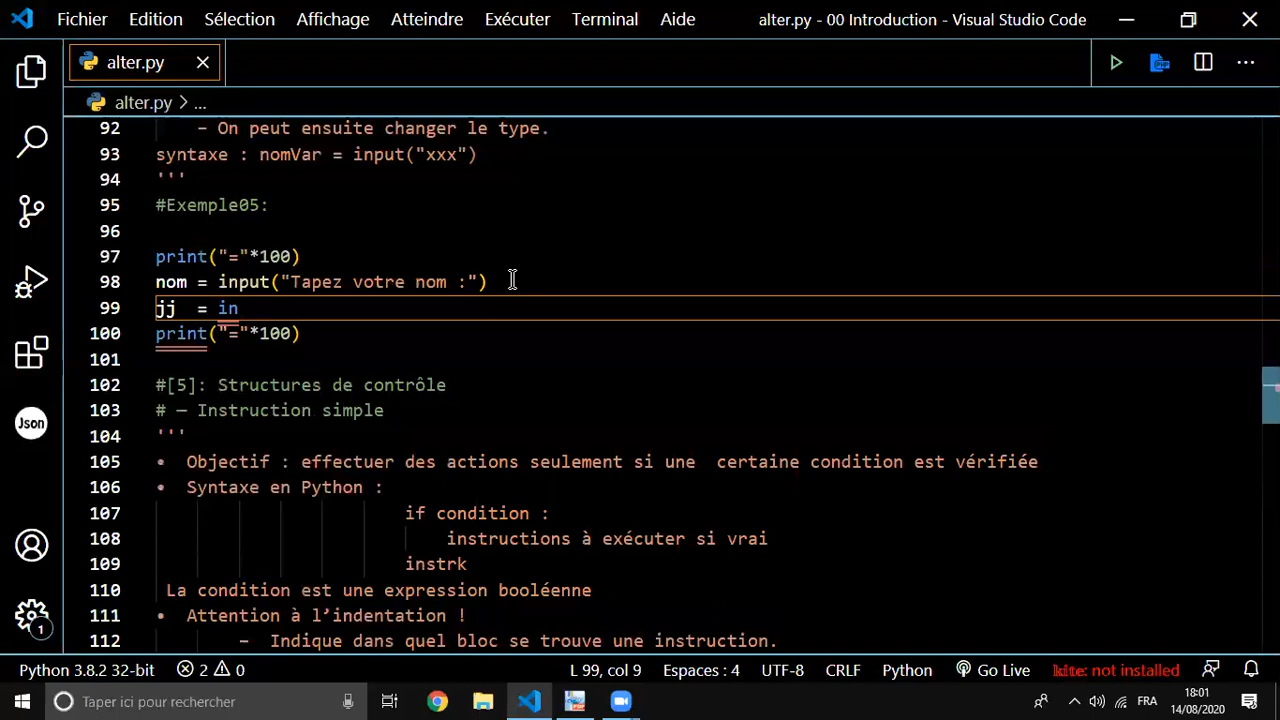 Fichier Edition Sélection Affichage Atteindre Exécuter Terminal Aide alter.py - 00 Introduction - Visual Studio Code
alter.py
alter.py > ...
92 - On peut ensuite changer le type.
93 syntaxe : nomVar = input("xxx")
94 '''
95 #Exemple05:
96
97 print("="*100)
98 nom = input("Tapez votre nom :")
99 jj = in
100 print("="*100)
101
102 #[5]: Structures de contrôle
103 # — Instruction simple
104 '''
105 • Objectif : effectuer des actions seulement si une certaine condition est vérifiée
106 • Syntaxe en Python :
107 if condition :
108 instructions à exécuter si vrai
109 instrk
110 La condition est une expression booléenne
111 • Attention à l’indentation !
112 – Indique dans quel bloc se trouve une instruction.
Json
1
Python 3.8.2 32-bit 2 0 L 99, col 9 Espaces : 4 UTF-8 CRLF Python Go Live kite: not installed
Taper ici pour rechercher FRA 18:01
14/08/2020